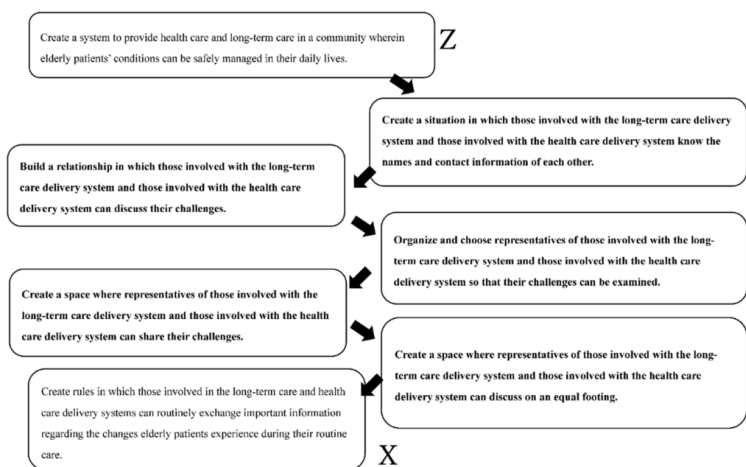 Create a system to provide health care and long-term care in a community wherein
elderly patients' conditions can be safely managed in their daily lives.
Z
Create a situation in which those involved with the long-term care delivery
system and those involved with the health care delivery system know the
names and contact information of each other.
Build a relationship in which those involved with the long-term
care delivery system and those involved with the health care
delivery system can discuss their challenges.
Organize and choose representatives of those involved with the long-
term care delivery system and those involved with the health care
delivery system so that their challenges can be examined.
Create a space where representatives of those involved with the
long-term care delivery system and those involved with the health
care delivery system can share their challenges.
Create a space where representatives of those involved with the long-
term care delivery system and those involved with the health care
delivery system can discuss on an equal footing.
Create rules in which those involved in the long-term care and health
care delivery systems can routinely exchange important information
regarding the changes elderly patients experience during their routine
care.
X